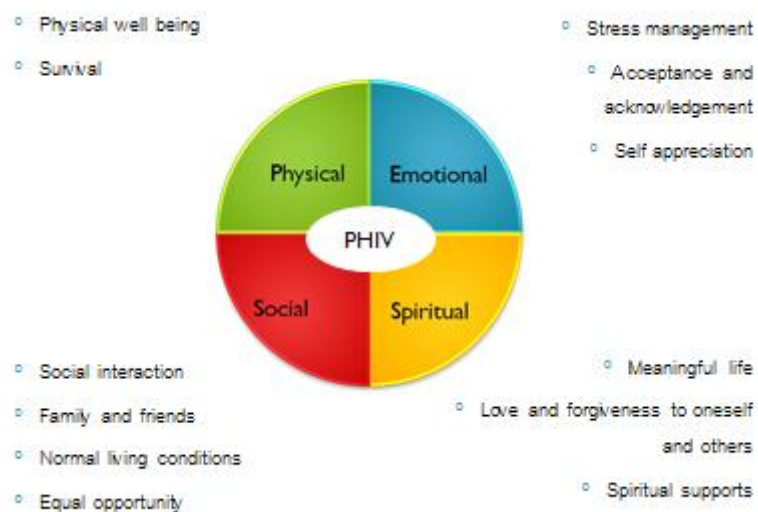 ° Physical well being
° Survival
° Stress management
° Acceptance and
acknowledgement
° Self appreciation
Physical
Emotional
PHIV
Social
Spiritual
° Social interaction
° Family and friends
° Normal living conditions
° Equal opportunity
° Meaningful life
° Love and forgiveness to oneself
and others
° Spiritual supports